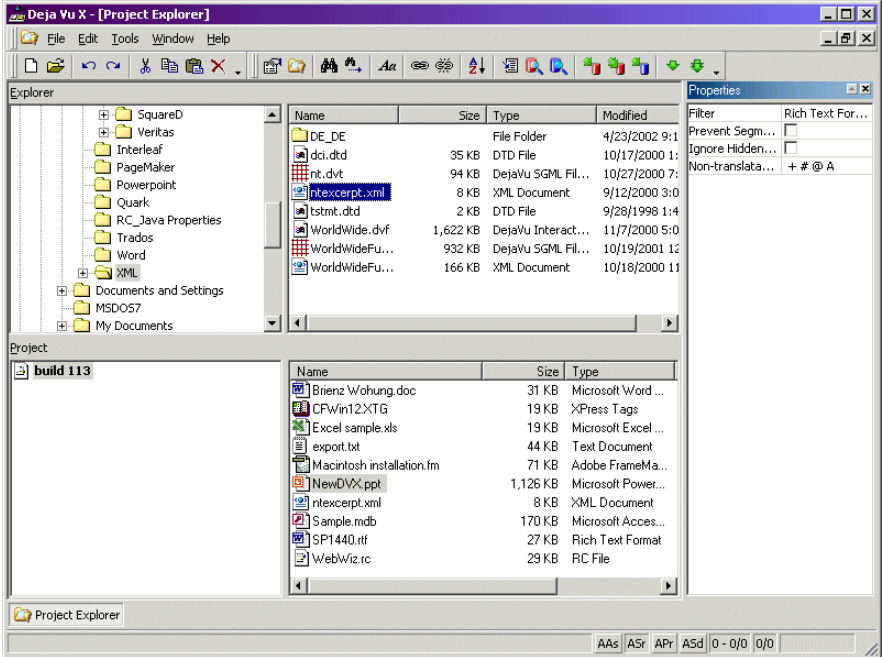 Deja Vu X - [Project Explorer]
File Edit Tools Window Help
Aa
Explorer
SquareD
Veritas
Interleaf
PageMaker
Powerpoint
Quark
RC_Java Properties
Trados
Word
XML
Documents and Settings
MSDOS7
My Documents
Name Size Type Modified
DE_DE File Folder 4/23/2002 9:1
dci.dtd 35 KB DTD File 10/17/2000 1:
nt.dvt 94 KB DejaVu SGML Fil... 10/27/2000 7:
ntexcerpt.xml 8 KB XML Document 9/12/2000 3:0
tstmt.dtd 2 KB DTD File 9/28/1998 1:4
WorldWide.dvf 1,622 KB DejaVu Interact... 11/7/2000 5:0
WorldWideFu... 932 KB DejaVu SGML Fil... 10/19/2001 12
WorldWideFu... 166 KB XML Document 10/18/2000 11
Properties
Filter Rich Text For...
Prevent Segm...
Ignore Hidden...
Non-translata... + # @ A
Project
build 113
Name Size Type
Brienz Wohung.doc 31 KB Microsoft Word ...
CFWin12.XTG 19 KB XPress Tags
Excel sample.xls 19 KB Microsoft Excel ...
export.txt 44 KB Text Document
Macintosh installation.fm 71 KB Adobe FrameMa...
NewDVX.ppt 1,126 KB Microsoft Power...
ntexcerpt.xml 8 KB XML Document
Sample.mdb 170 KB Microsoft Acces...
SP1440.rtf 27 KB Rich Text Format
WebWiz.rc 29 KB RC File
Project Explorer
AAs ASr APr ASd 0 - 0/0 0/0